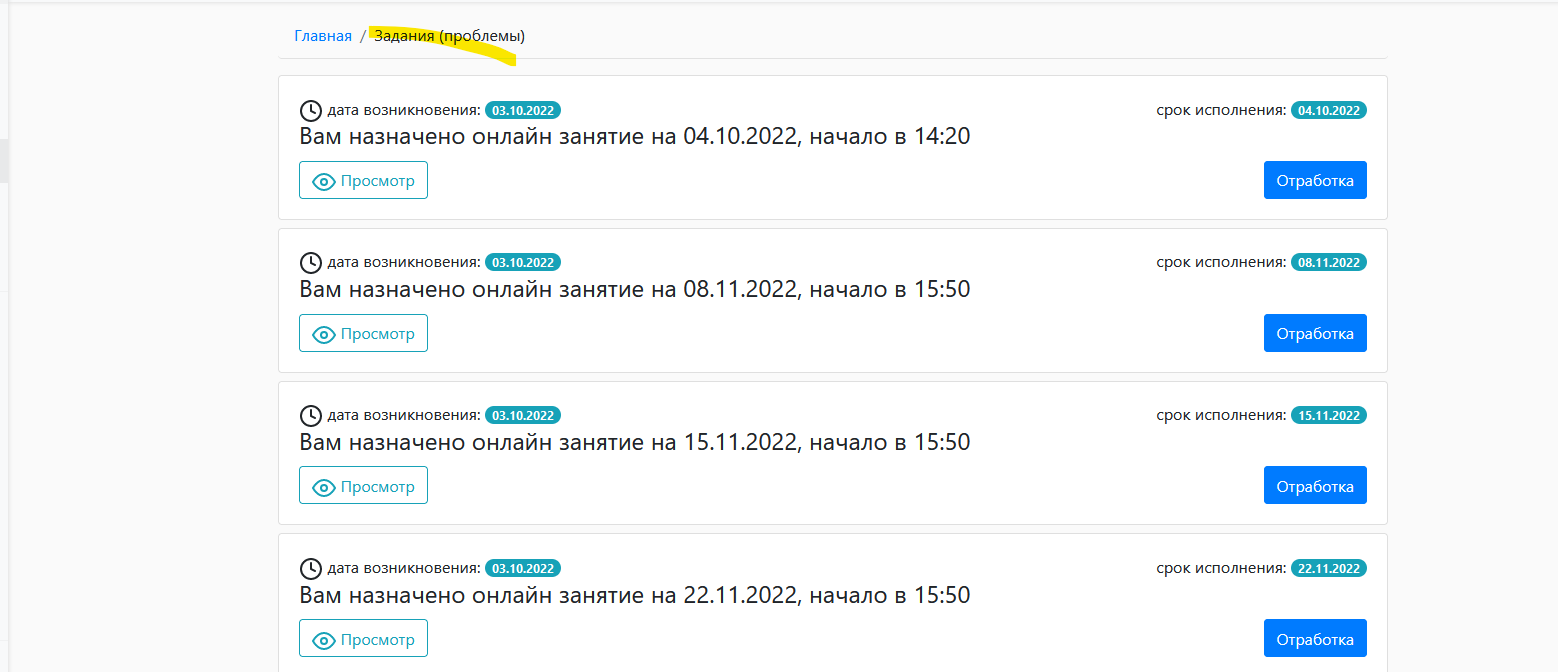 Главная / Задания (проблемы)
дата возникновения: 03.10.2022 срок исполнения: 04.10.2022
Вам назначено онлайн занятие на 04.10.2022, начало в 14:20
Просмотр Отработка
дата возникновения: 03.10.2022 срок исполнения: 08.11.2022
Вам назначено онлайн занятие на 08.11.2022, начало в 15:50
Просмотр Отработка
дата возникновения: 03.10.2022 срок исполнения: 15.11.2022
Вам назначено онлайн занятие на 15.11.2022, начало в 15:50
Просмотр Отработка
дата возникновения: 03.10.2022 срок исполнения: 22.11.2022
Вам назначено онлайн занятие на 22.11.2022, начало в 15:50
Просмотр Отработка